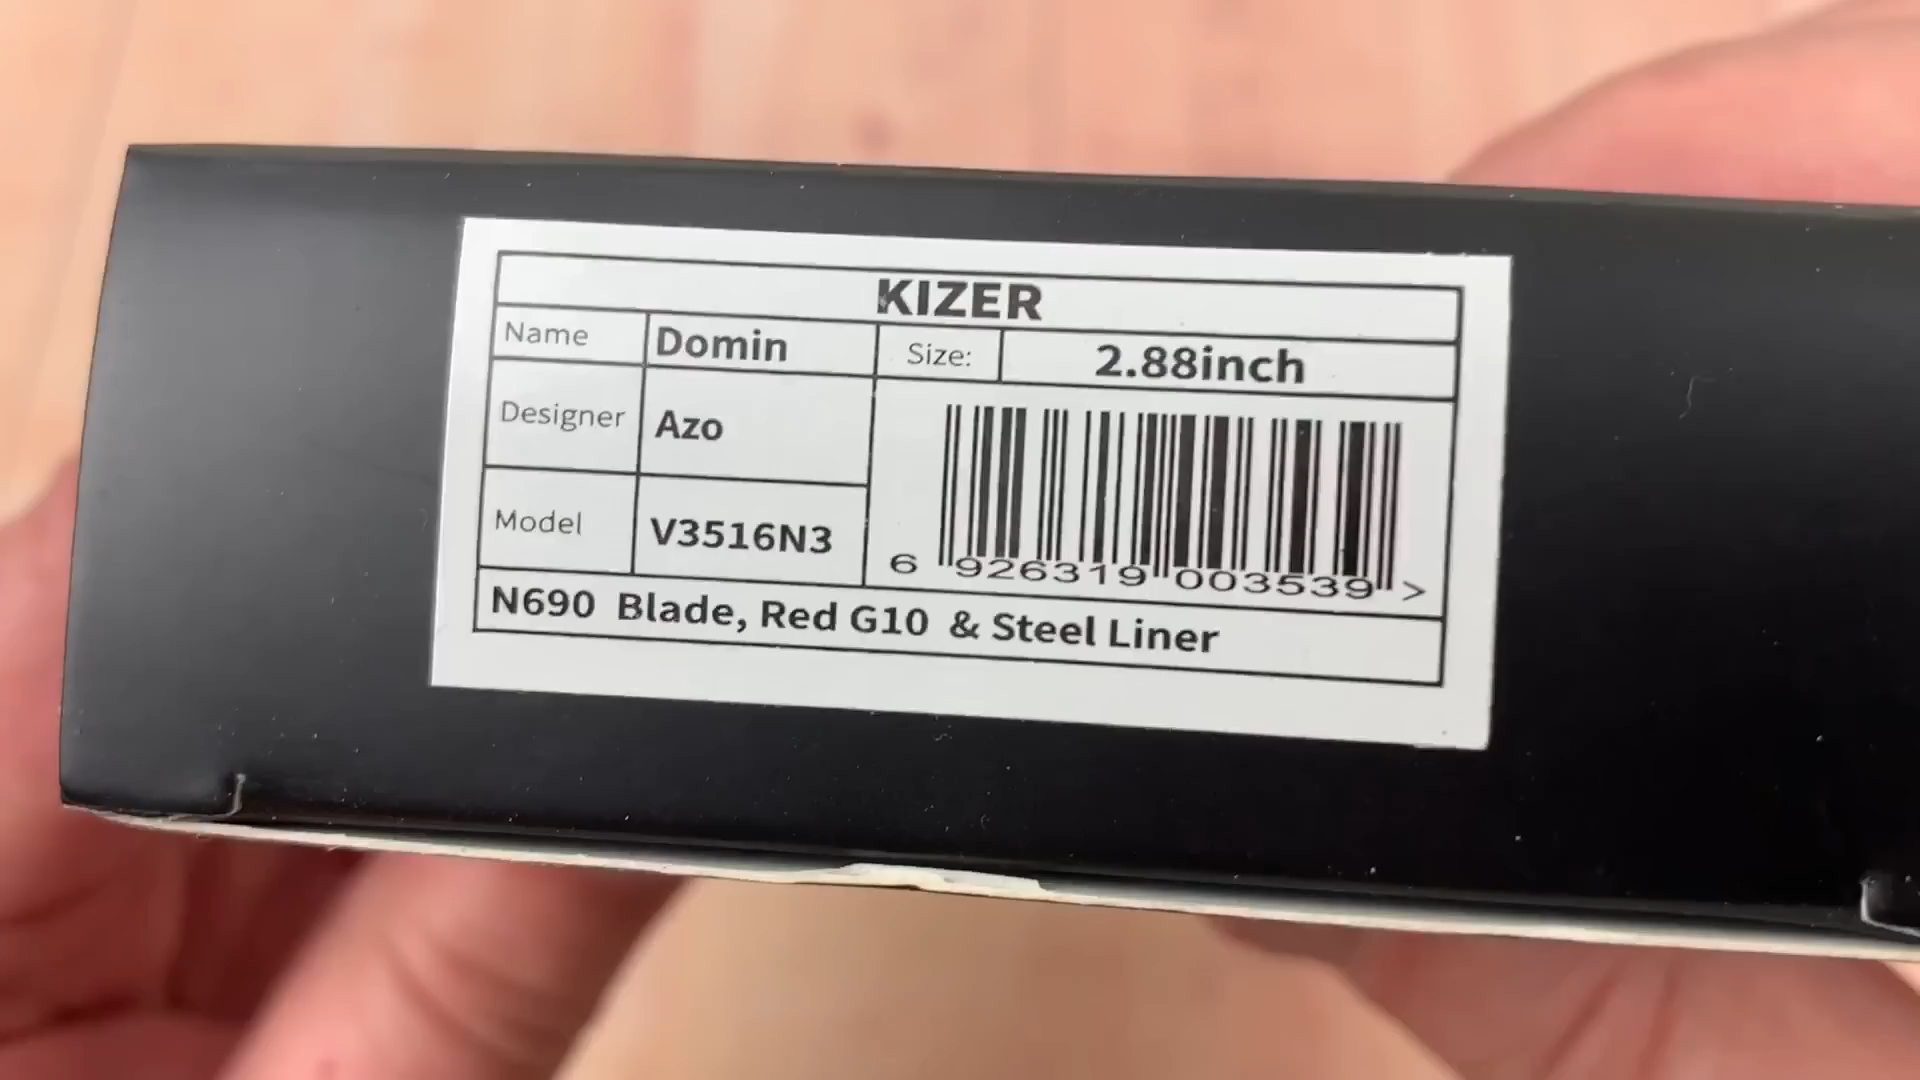 KIZER
Name Domin Size: 2.88inch
Designer Azo
Model V3516N3
6 926319 003539 >
N690 Blade, Red G10 & Steel Liner